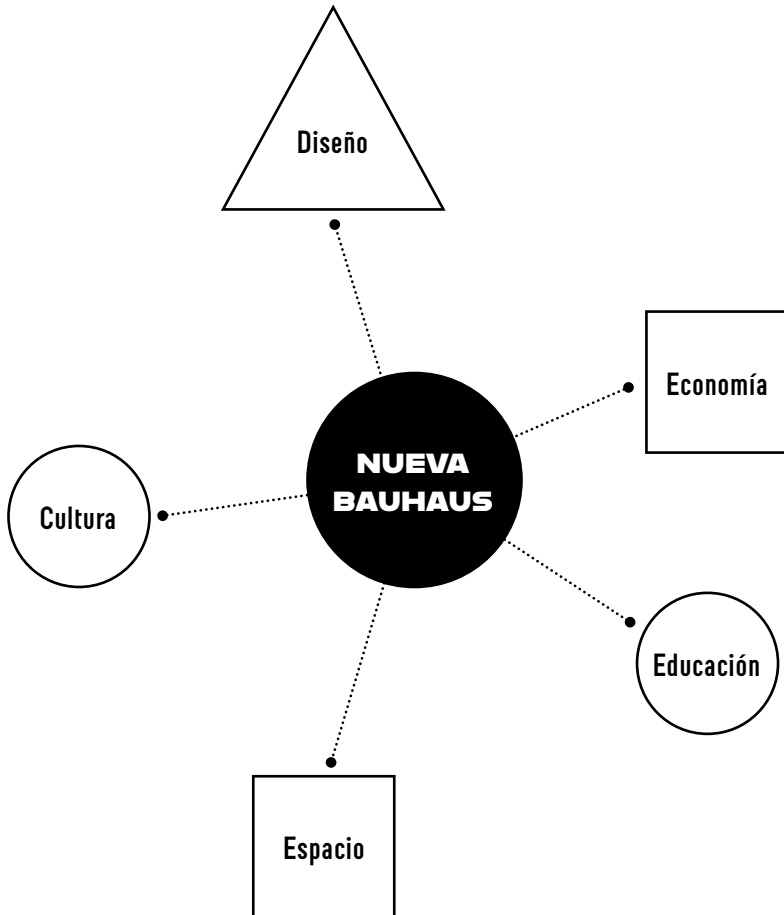 Diseño
Economía
NUEVA
BAUHAUS
Cultura
Educación
Espacio